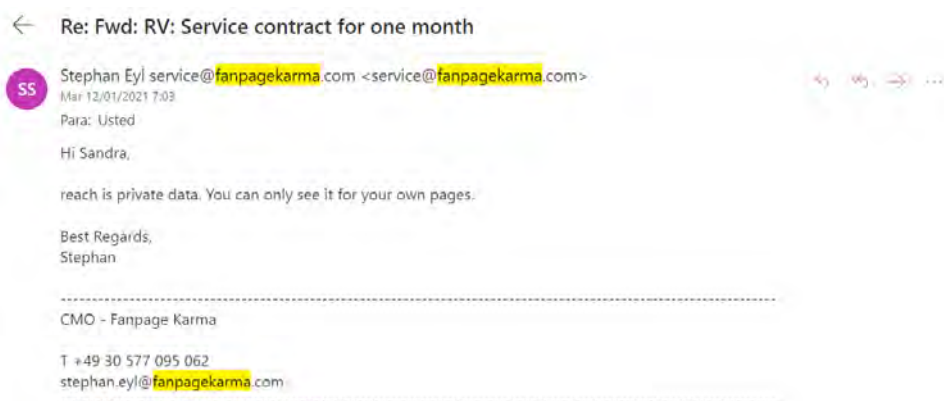 Re: Fwd: RV: Service contract for one month
SS
Stephan Eyl service@fanpagekarma.com <service@fanpagekarma.com>
Mar 12/01/2021 7:03
Para: Usted
Hi Sandra,
reach is private data. You can only see it for your own pages.
Best Regards,
Stephan
CMO - Fanpage Karma
T +49 30 577 095 062
stephan.eyl@fanpagekarma.com